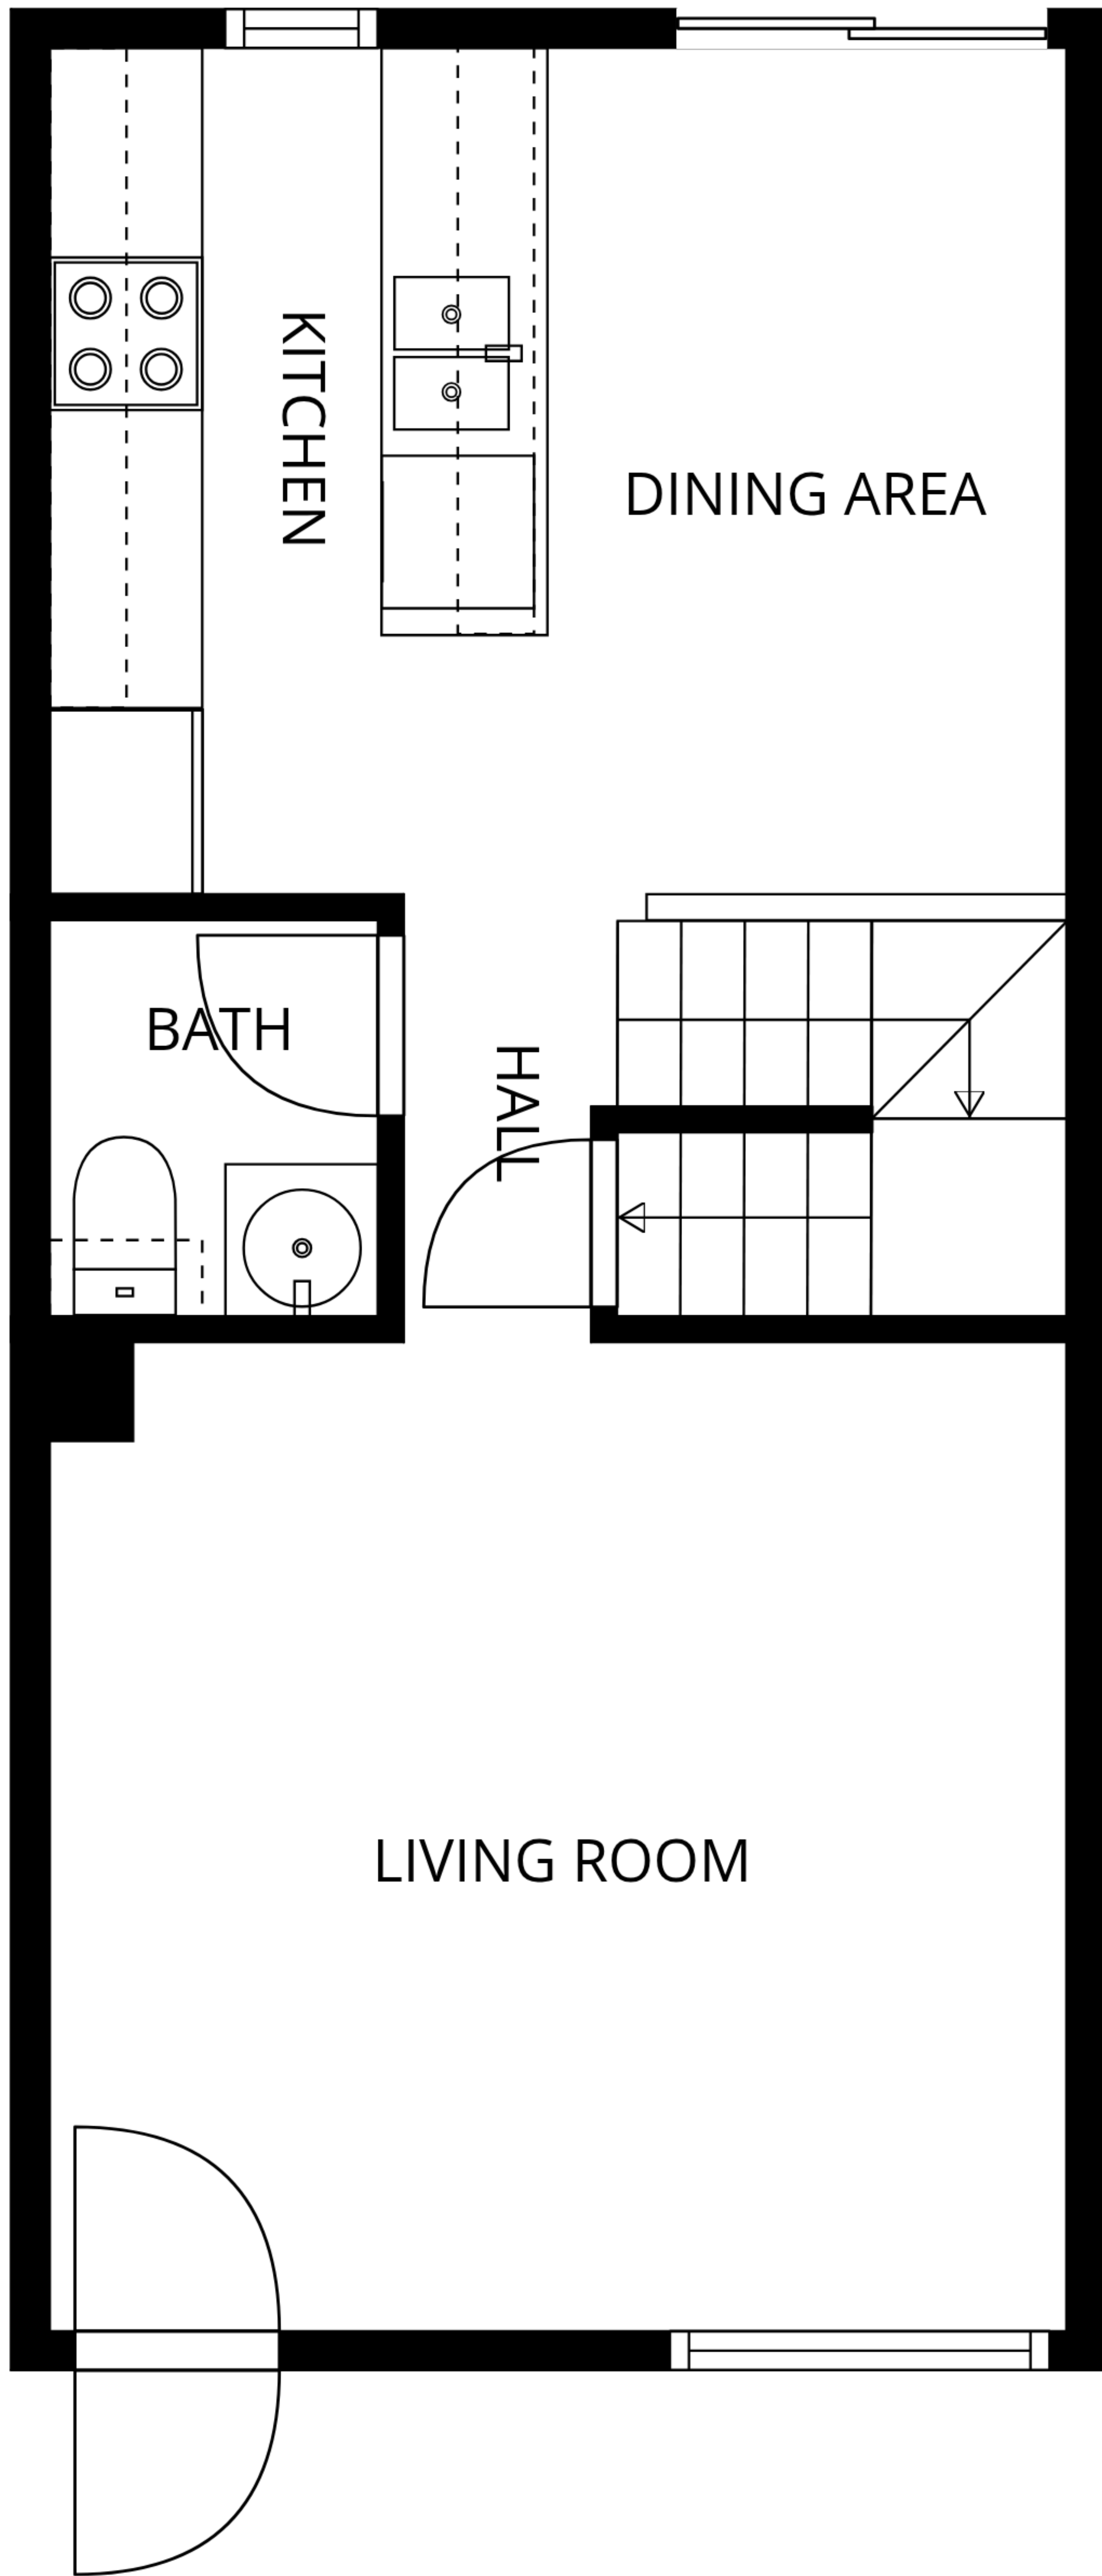 KITCHEN
DINING AREA
BATH
HALL
LIVING ROOM